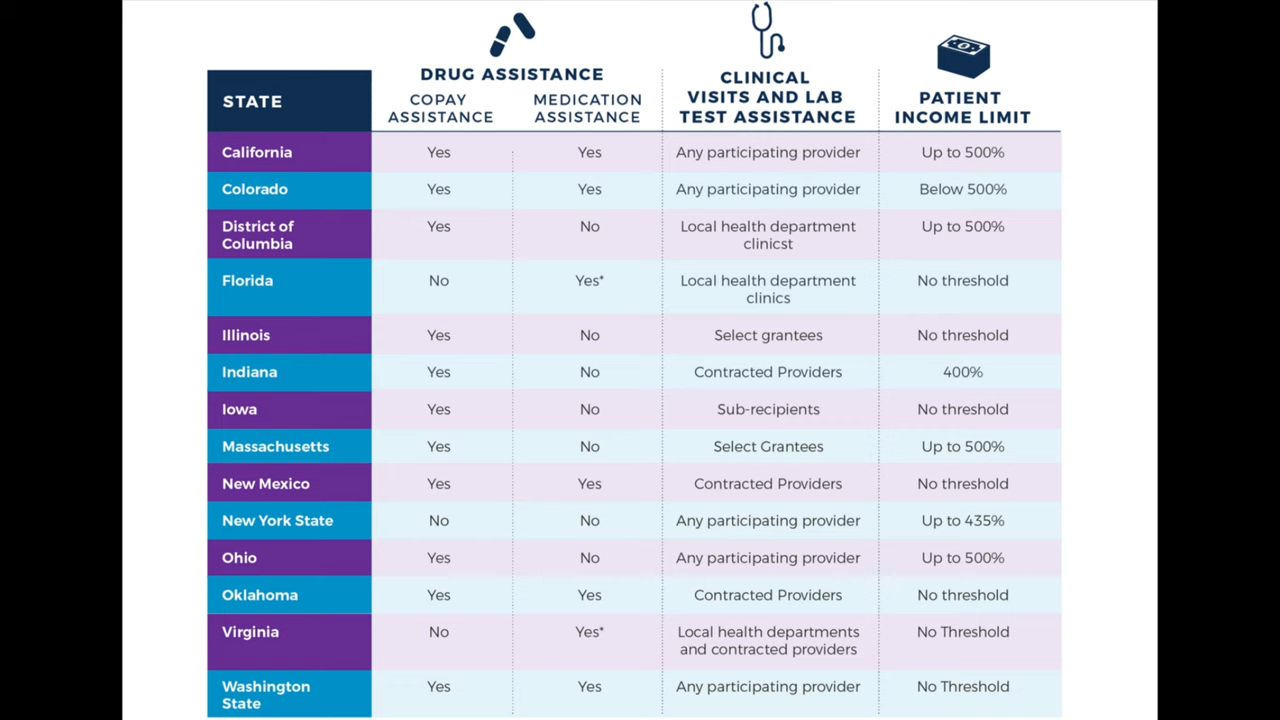 DRUG ASSISTANCE
CLINICAL
VISITS AND LAB
TEST ASSISTANCE
PATIENT
INCOME LIMIT
STATE
COPAY
ASSISTANCE
MEDICATION
ASSISTANCE
California Yes Yes Any participating provider Up to 500%
Colorado Yes Yes Any participating provider Below 500%
District of
Columbia
Yes No Local health department
clinicst
Up to 500%
Florida No Yes* Local health department
clinics
No threshold
Illinois Yes No Select grantees No threshold
Indiana Yes No Contracted Providers 400%
Iowa Yes No Sub-recipients No threshold
Massachusetts Yes No Select Grantees Up to 500%
New Mexico Yes Yes Contracted Providers No threshold
New York State No No Any participating provider Up to 435%
Ohio Yes No Any participating provider Up to 500%
Oklahoma Yes Yes Contracted Providers No threshold
Virginia No Yes* Local health departments
and contracted providers
No Threshold
Washington
State
Yes Yes Any participating provider No Threshold